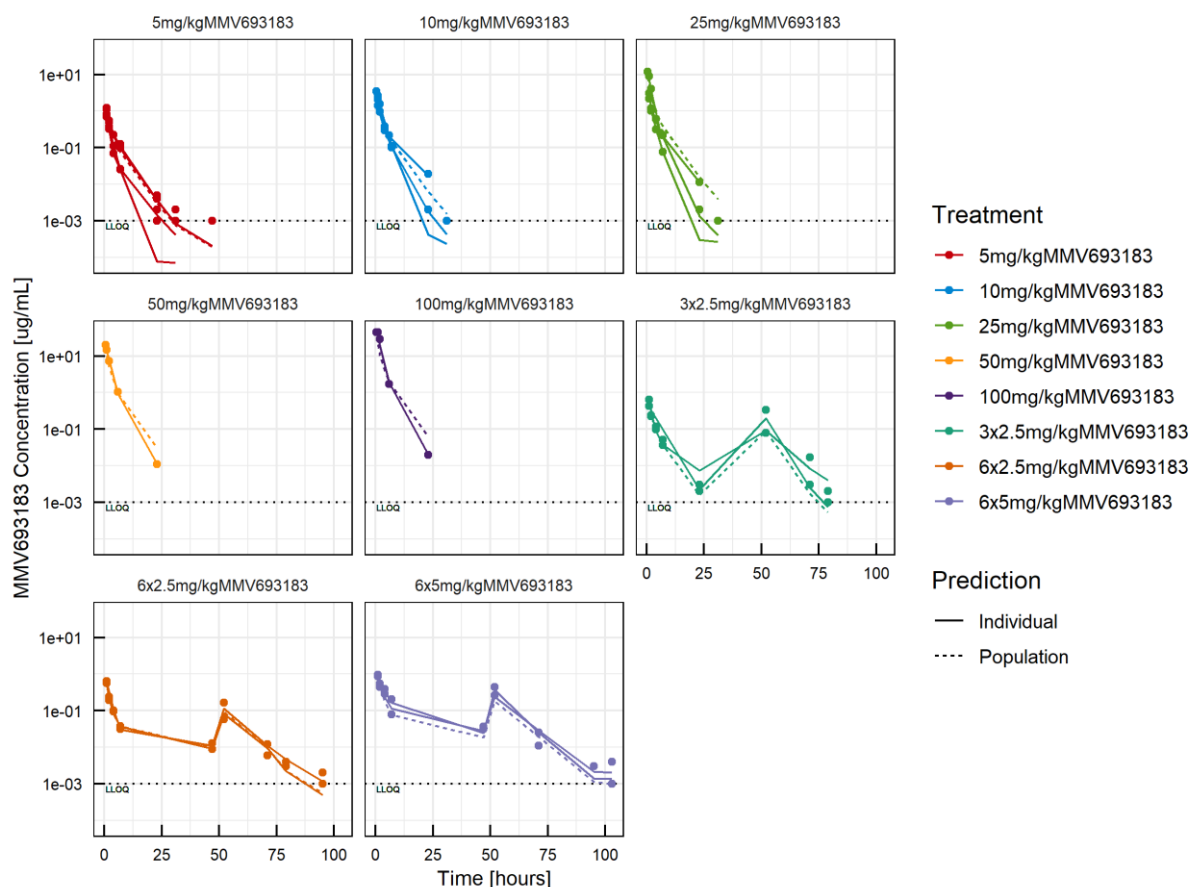 5mg/kgMMV693183
10mg/kgMMV693183
25mg/kgMMV693183
1e+01
1e-01
1e-03
LLOQ
LLOQ
LLOQ
50mg/kgMMV693183
100mg/kgMMV693183
3x2.5mg/kgMMV693183
1e+01
1e-01
1e-03
LLOQ
LLOQ
LLOQ
0 25 50 75 100
6x2.5mg/kgMMV693183
6x5mg/kgMMV693183
1e+01
1e-01
1e-03
LLOQ
LLOQ
0 25 50 75 100
0 25 50 75 100
MMV693183 Concentration [ug/mL]
Time [hours]
Treatment
5mg/kgMMV693183
10mg/kgMMV693183
25mg/kgMMV693183
50mg/kgMMV693183
100mg/kgMMV693183
3x2.5mg/kgMMV693183
6x2.5mg/kgMMV693183
6x5mg/kgMMV693183
Prediction
Individual
Population